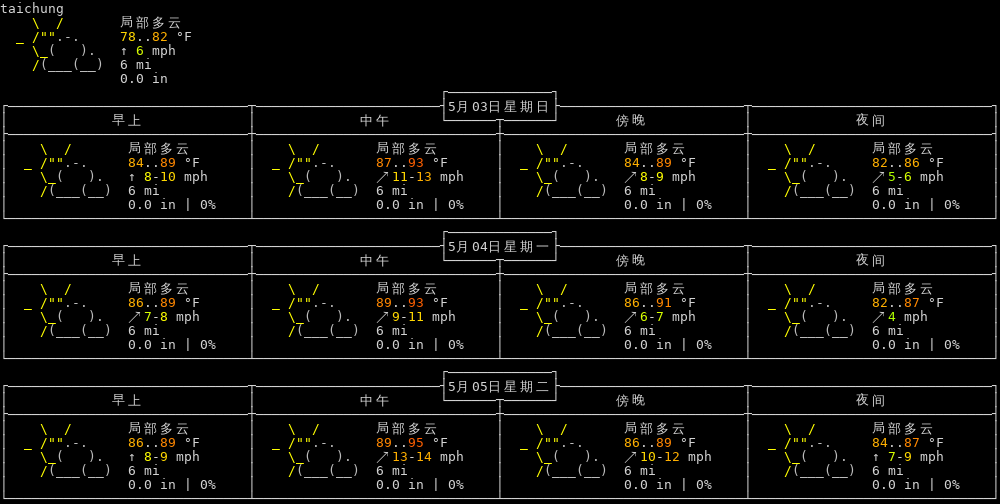 taichung
局部多云
78..82 °F
↑ 6 mph
6 mi
0.0 in
5月03日星期日
早上 中午 傍晚 夜间
局部多云 局部多云 局部多云 局部多云
84..89 °F 87..93 °F 84..89 °F 82..86 °F
↑ 8-10 mph ↗ 11-13 mph ↗ 8-9 mph ↗ 5-6 mph
6 mi 6 mi 6 mi 6 mi
0.0 in | 0% 0.0 in | 0% 0.0 in | 0% 0.0 in | 0%
5月04日星期一
早上 中午 傍晚 夜间
局部多云 局部多云 局部多云 局部多云
86..89 °F 89..93 °F 86..91 °F 82..87 °F
↗ 7-8 mph ↗ 9-11 mph ↗ 6-7 mph ↗ 4 mph
6 mi 6 mi 6 mi 6 mi
0.0 in | 0% 0.0 in | 0% 0.0 in | 0% 0.0 in | 0%
5月05日星期二
早上 中午 傍晚 夜间
局部多云 局部多云 局部多云 局部多云
86..89 °F 89..95 °F 86..89 °F 84..87 °F
↑ 8-9 mph ↗ 13-14 mph ↗ 10-12 mph ↑ 7-9 mph
6 mi 6 mi 6 mi 6 mi
0.0 in | 0% 0.0 in | 0% 0.0 in | 0% 0.0 in | 0%